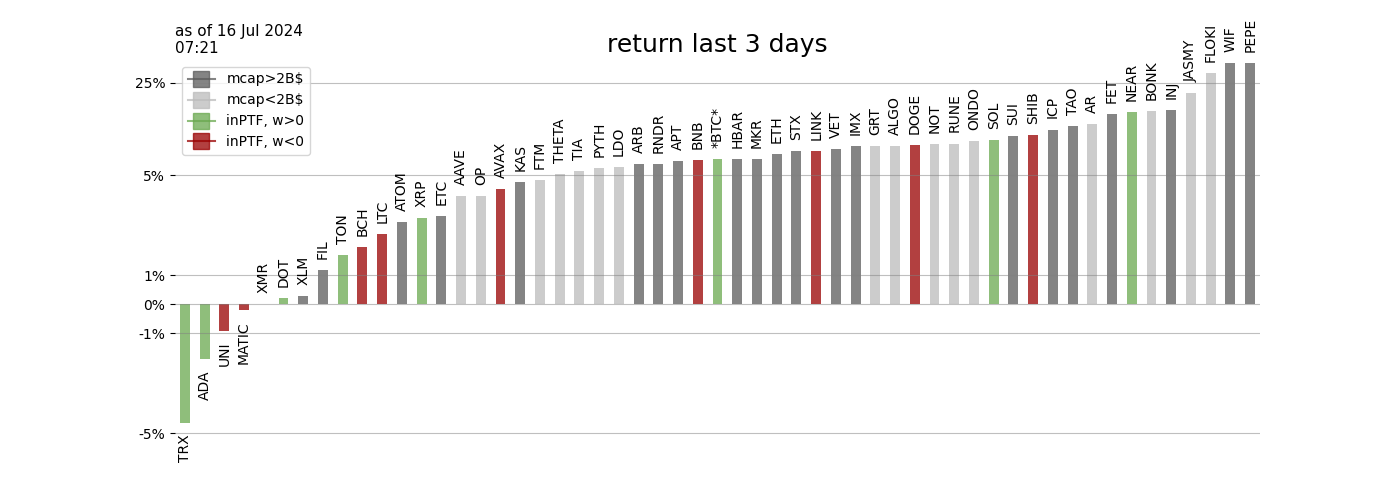 as of 16 Jul 2024
07:21
return last 3 days
mcap>2B$
mcap<2B$
inPTF, w>0
inPTF, w<0
25%
5%
1%
0%
-1%
-5%
TRX
ADA
UNI
MATIC
XMR
DOT
XLM
FIL
TON
BCH
LTC
ATOM
XRP
ETC
AAVE
OP
AVAX
KAS
FTM
THETA
TIA
PYTH
LDO
ARB
RNDR
APT
BNB
*BTC*
HBAR
MKR
ETH
STX
LINK
VET
IMX
GRT
ALGO
DOGE
NOT
RUNE
ONDO
SOL
SUI
SHIB
ICP
TAO
AR
FET
NEAR
BONK
INJ
JASMY
FLOKI
WIF
PEPE